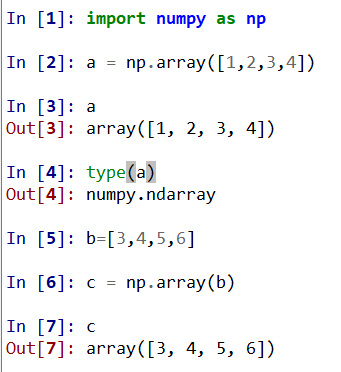 In [1]: import numpy as np
In [2]: a = np.array([1,2,3,4])
In [3]: a
Out[3]: array([1, 2, 3, 4])
In [4]: type(a)
Out[4]: numpy.ndarray
In [5]: b=[3,4,5,6]
In [6]: c = np.array(b)
In [7]: c
Out[7]: array([3, 4, 5, 6])